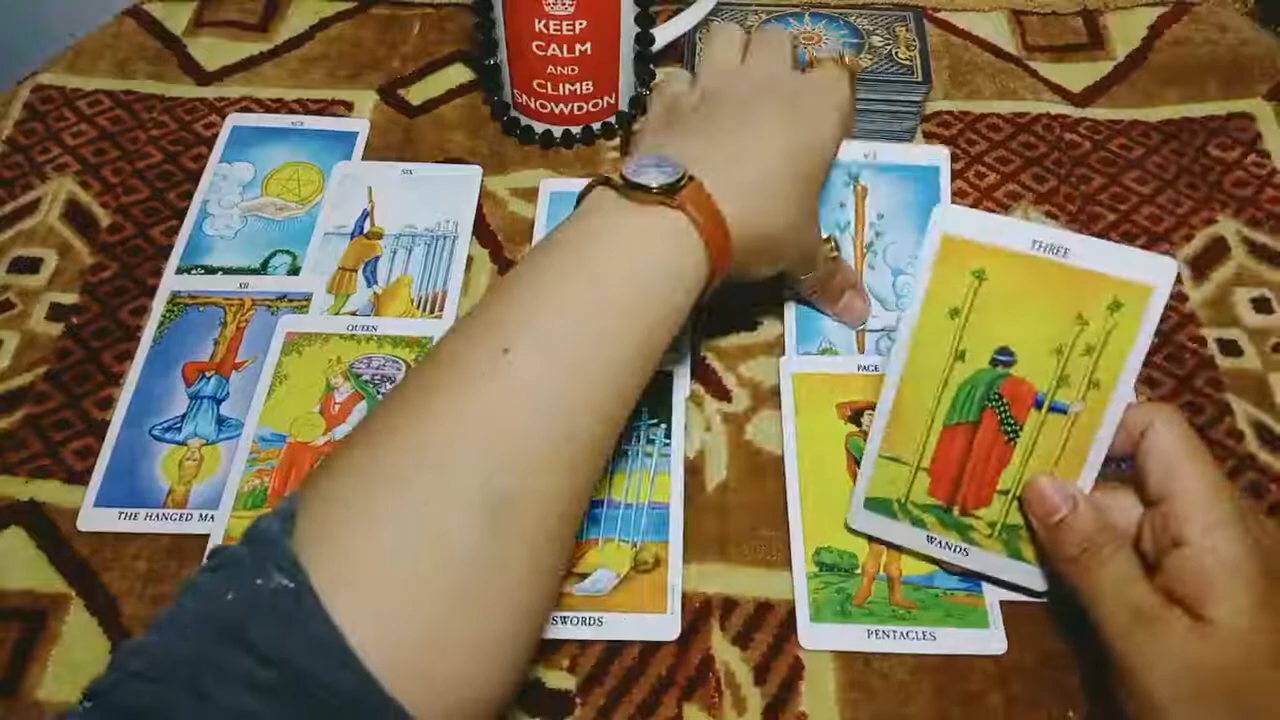 KEEP
CALM
AND
CLIMB
SNOWDON
SIX
XII
THE HANGED MA
QUEEN
SWORDS
PAGE
PENTACLES
THREE
WANDS